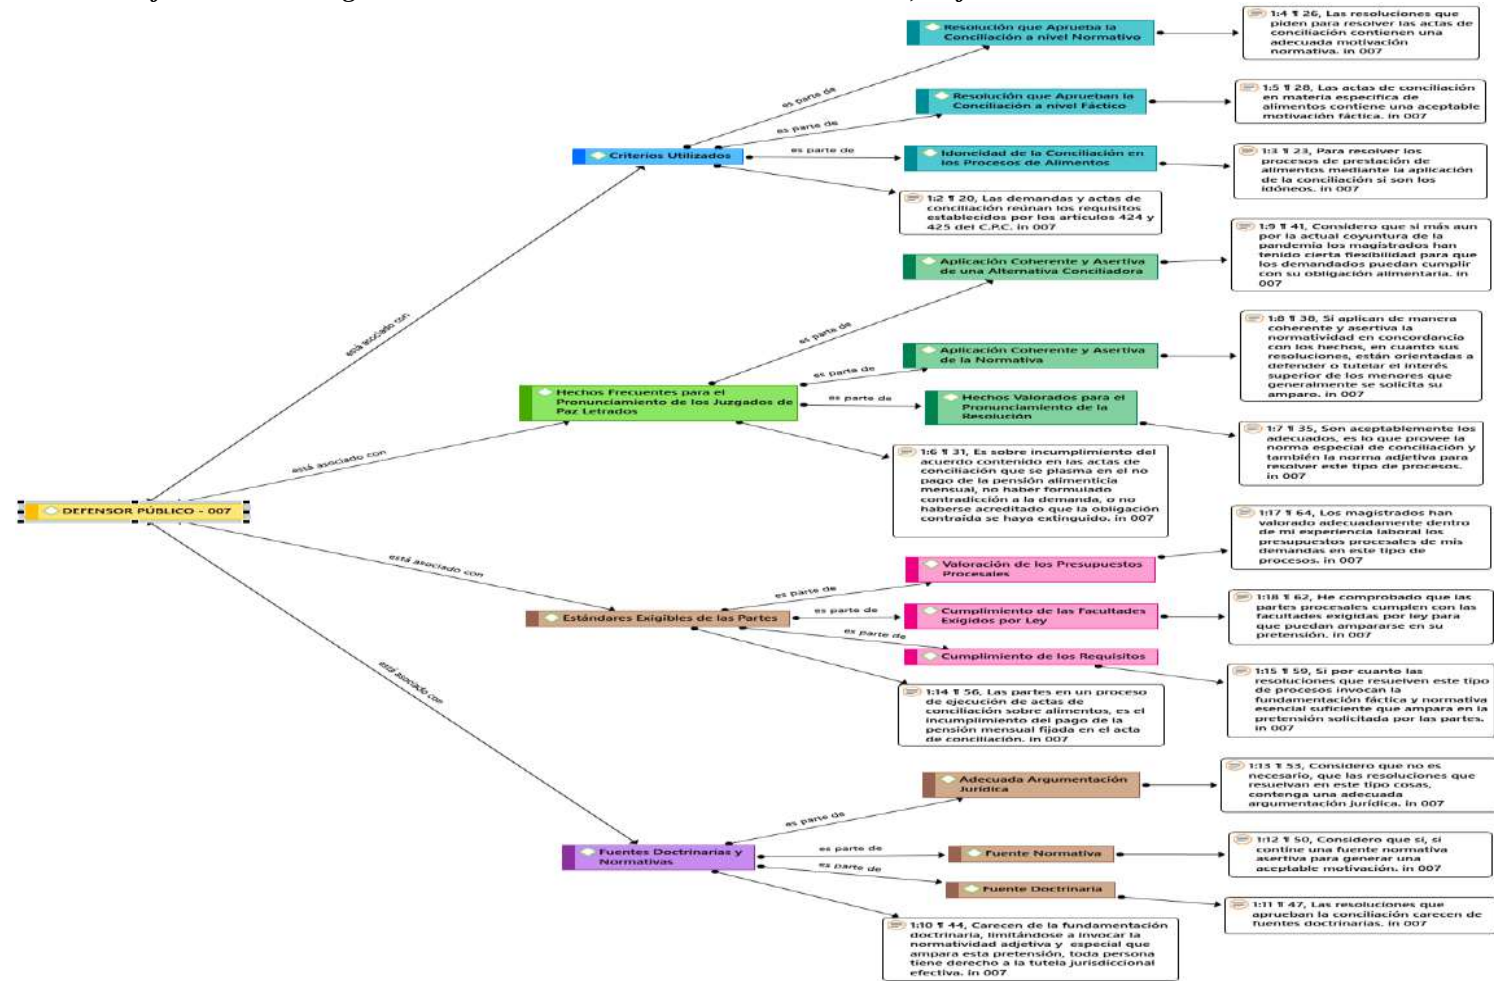 Resolución que Aprueba la
Conciliación a nivel Normativo
1:4 ¶ 26, Las resoluciones que
piden para resolver las actas de
conciliación contienen una
adecuada motivación
normativa. in 007
es parte de
Resolución que Aprueban la
Conciliación a nivel Fáctico
1:5 ¶ 28, Las actas de conciliación
en materia especifica de
alimentos contiene una aceptable
motivación fáctica. in 007
es parte de
Criterios Utilizados
es parte de
Idoneidad de la Conciliación en
los Procesos de Alimentos
1:3 ¶ 23, Para resolver los
procesos de prestación de
alimentos mediante la aplicación
de la conciliación si son los
idóneos. in 007
1:2 ¶ 20, Las demandas y actas de
conciliación reúnan los requisitos
establecidos por los artículos 424 y
425 del C.P.C. in 007
está asociado con
Aplicación Coherente y Asertiva
de una Alternativa Conciliadora
1:9 ¶ 41, Considero que si más aun
por la actual coyuntura de la
pandemia los magistrados han
tenido cierta flexibilidad para que
los demandados puedan cumplir
con su obligación alimentaria. in
007
es parte de
Aplicación Coherente y Asertiva
de la Normativa
1:8 ¶ 38, Si aplican de manera
coherente y asertiva la
normatividad en concordancia
con los hechos, en cuanto sus
resoluciones, están orientadas a
defender o tutelar el interés
superior de los menores que
generalmente se solicita su
amparo. in 007
es parte de
Hechos Frecuentes para el
Pronunciamiento de los Juzgados de
Paz Letrados
es parte de
Hechos Valorados para el
Pronunciamiento de la
Resolución
1:7 ¶ 35, Son aceptablemente los
adecuados, es lo que provee la
norma especial de conciliación y
también la norma adjetiva para
resolver este tipo de procesos.
in 007
1:6 ¶ 31, Es sobre incumplimiento del
acuerdo contenido en las actas de
conciliación que se plasma en el no
pago de la pensión alimenticia
mensual, no haber formulado
contradicción a la demanda, o no
haberse acreditado que la obligación
contraída se haya extinguido. in 007
está asociado con
DEFENSOR PÚBLICO - 007
está asociado con
Valoración de los Presupuestos
Procesales
1:17 ¶ 64, Los magistrados han
valorado adecuadamente dentro
de mi experiencia laboral los
presupuestos procesales de mis
demandas en este tipo de
procesos. in 007
es parte de
Estándares Exigibles de las Partes
es parte de
Cumplimiento de las Facultades
Exigidos por Ley
1:18 ¶ 62, He comprobado que las
partes procesales cumplen con las
facultades exigidas por ley para
que puedan ampararse en su
pretensión. in 007
es parte de
Cumplimiento de los Requisitos
1:15 ¶ 59, Si por cuanto las
resoluciones que resuelven este tipo
de procesos invocan la
fundamentación fáctica y normativa
esencial suficiente que ampara en la
pretensión solicitada por las partes.
in 007
1:14 ¶ 56, Las partes en un proceso
de ejecución de actas de
conciliación sobre alimentos, es el
incumplimiento del pago de la
pensión mensual fijada en el acta
de conciliación. in 007
está asociado con
Adecuada Argumentación
Jurídica
1:13 ¶ 53, Considero que no es
necesario, que las resoluciones que
resuelvan en este tipo cosas,
contenga una adecuada
argumentación jurídica. in 007
es parte de
Fuentes Doctrinarias y
Normativas
es parte de
Fuente Normativa
1:12 ¶ 50, Considero que sí, si
contine una fuente normativa
asertiva para generar una
aceptable motivación. in 007
es parte de
Fuente Doctrinaria
1:11 ¶ 47, Las resoluciones que
aprueban la conciliación carecen de
fuentes doctrinarias. in 007
1:10 ¶ 44, Carecen de la fundamentación
doctrinaria, limitándose a invocar la
normatividad adjetiva y especial que
ampara esta pretensión, toda persona
tiene derecho a la tutela jurisdiccional
efectiva. in 007